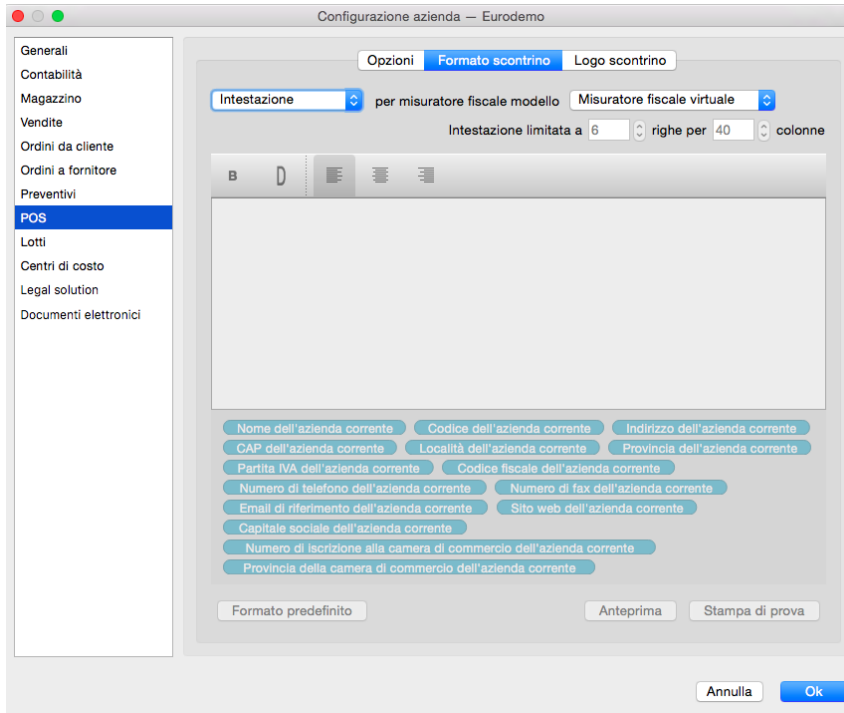 Configurazione azienda — Eurodemo
Generali
Contabilità
Magazzino
Vendite
Ordini da cliente
Ordini a fornitore
Preventivi
POS
Lotti
Centri di costo
Legal solution
Documenti elettronici
Opzioni Formato scontrino Logo scontrino
Intestazione per misuratore fiscale modello Misuratore fiscale virtuale
Intestazione limitata a 6 righe per 40 colonne
B D
Nome dell'azienda corrente Codice dell'azienda corrente Indirizzo dell'azienda corrente
CAP dell'azienda corrente Località dell'azienda corrente Provincia dell'azienda corrente
Partita IVA dell'azienda corrente Codice fiscale dell'azienda corrente
Numero di telefono dell'azienda corrente Numero di fax dell'azienda corrente
Email di riferimento dell'azienda corrente Sito web dell'azienda corrente
Capitale sociale dell'azienda corrente
Numero di iscrizione alla camera di commercio dell'azienda corrente
Provincia della camera di commercio dell'azienda corrente
Formato predefinito Anteprima Stampa di prova
Annulla Ok